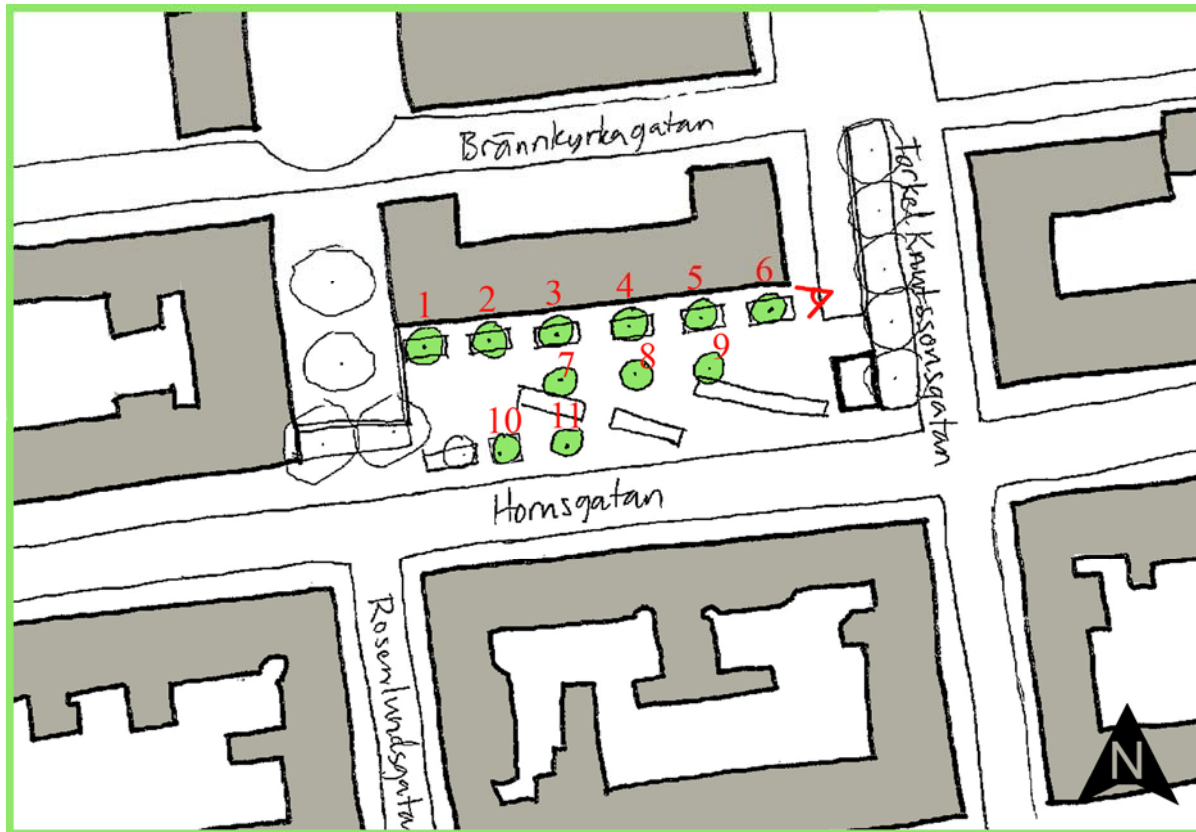 Brännkyrkagatan
Torkel Knutssonsgatan
1 2 3 4 5 6
A
7 8 9
10 11
Hornsgatan
Rosenlundsgatan
N